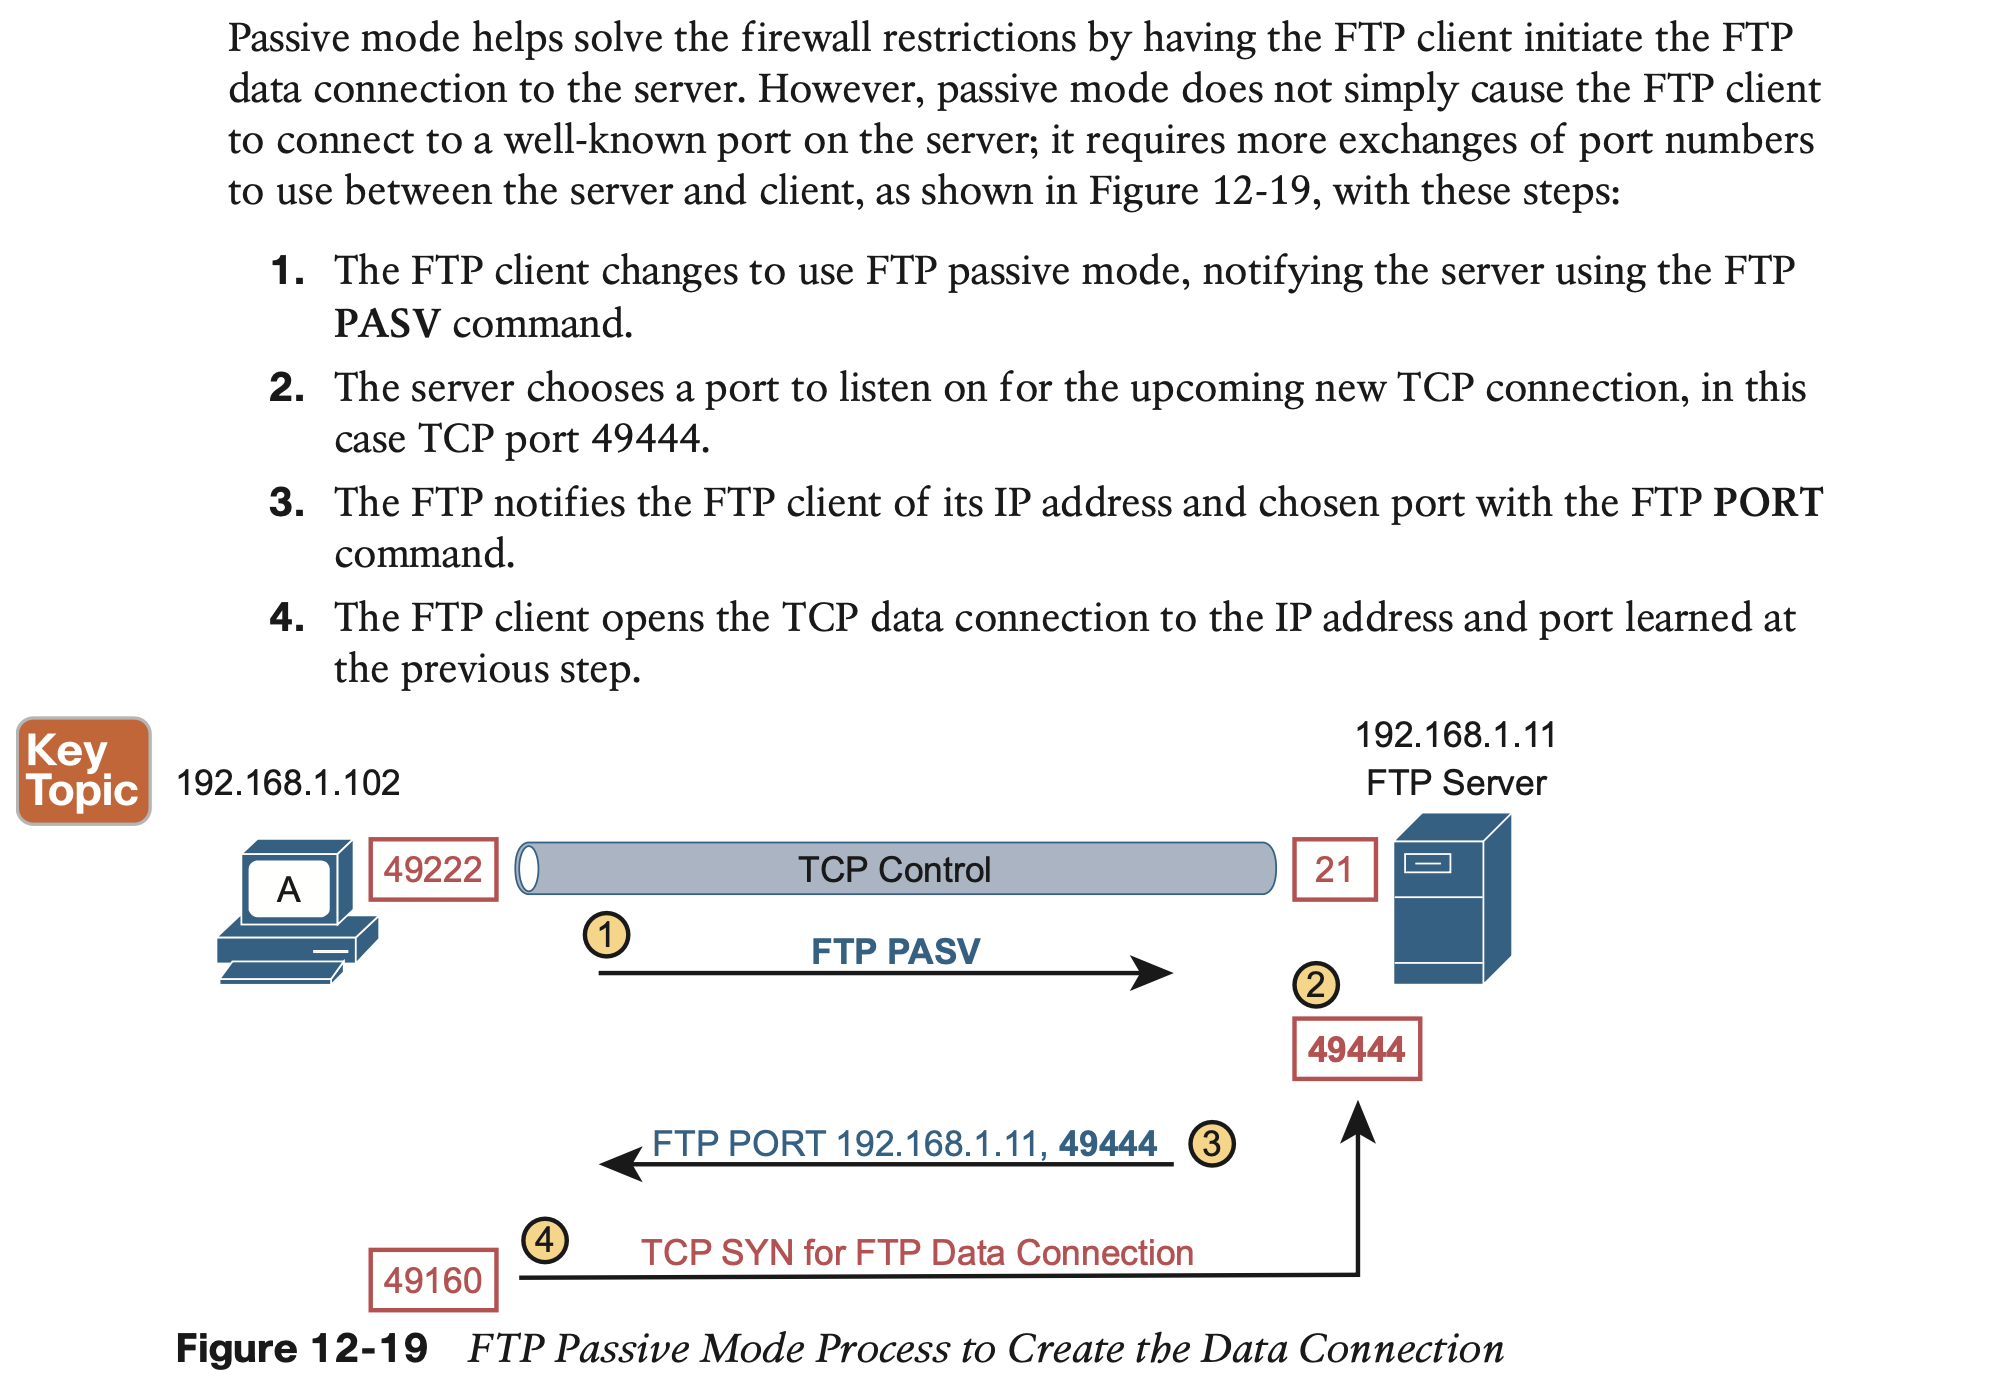 Passive mode helps solve the firewall restrictions by having the FTP client initiate the FTP
data connection to the server. However, passive mode does not simply cause the FTP client
to connect to a well-known port on the server; it requires more exchanges of port numbers
to use between the server and client, as shown in Figure 12-19, with these steps:
1. The FTP client changes to use FTP passive mode, notifying the server using the FTP
PASV command.
2. The server chooses a port to listen on for the upcoming new TCP connection, in this
case TCP port 49444.
3. The FTP notifies the FTP client of its IP address and chosen port with the FTP PORT
command.
4. The FTP client opens the TCP data connection to the IP address and port learned at
the previous step.
Key
Topic
192.168.1.102
192.168.1.11
FTP Server
A
49222
TCP Control
21
1
FTP PASV
2
49444
FTP PORT 192.168.1.11, 49444
3
4
TCP SYN for FTP Data Connection
49160
Figure 12-19 FTP Passive Mode Process to Create the Data Connection